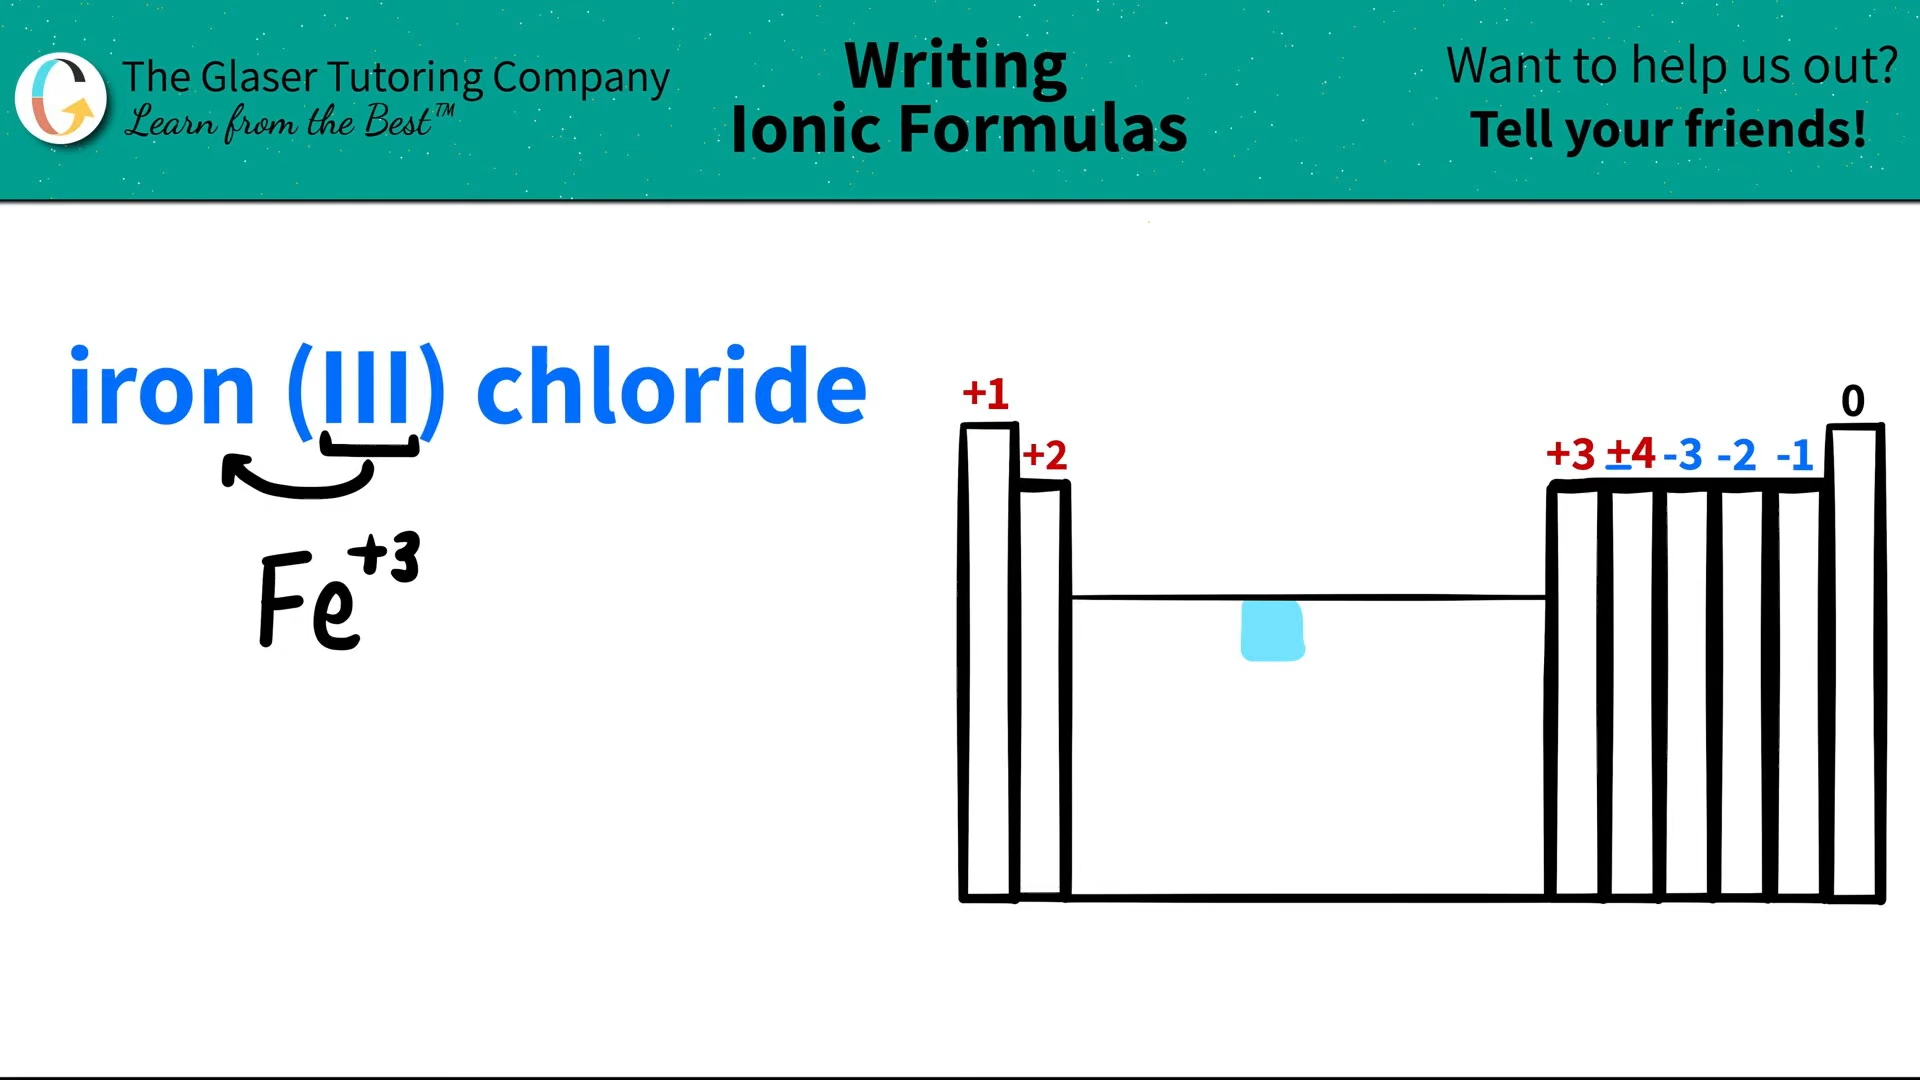 The Glaser Tutoring Company
Learn from the Best™
Writing
Ionic Formulas
Want to help us out?
Tell your friends!
iron (III) chloride
Fe+3
+1
+2
+3 ±4 -3 -2 -1
0